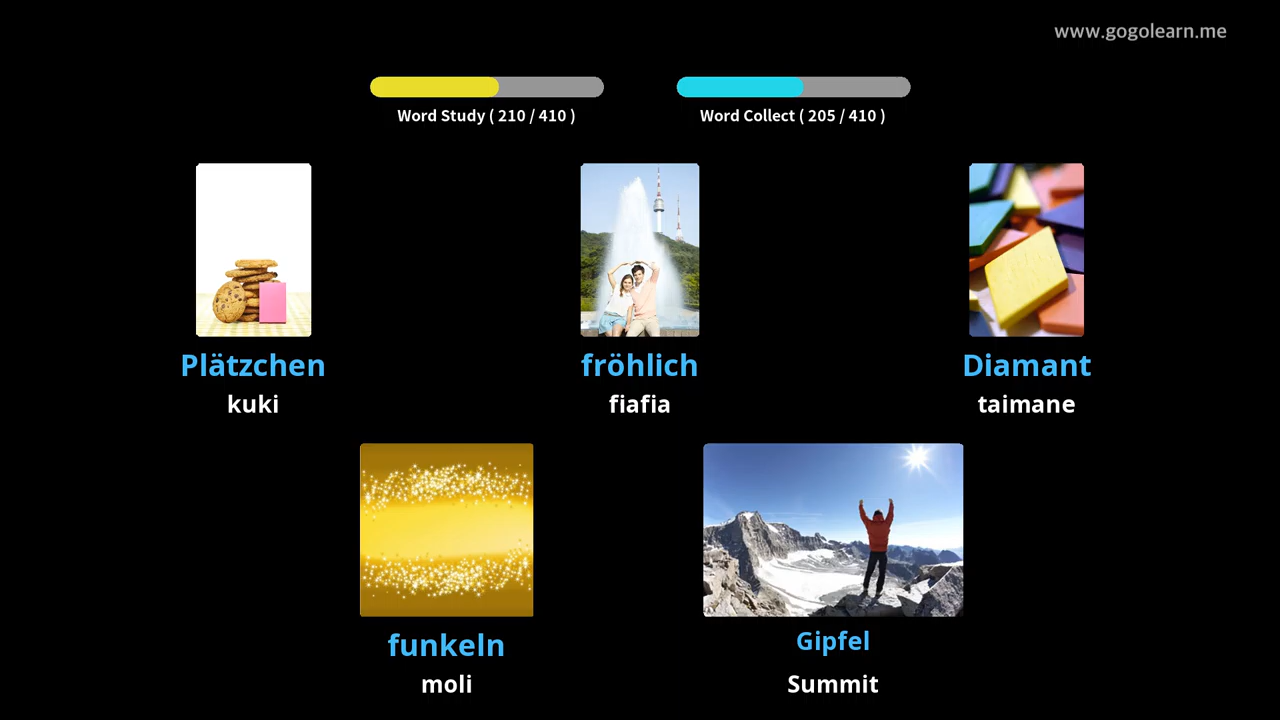 www.gogolearn.me
Word Study ( 210 / 410 )
Word Collect ( 205 / 410 )
Plätzchen
kuki
fröhlich
fiafia
Diamant
taimane
funkeln
moli
Gipfel
Summit